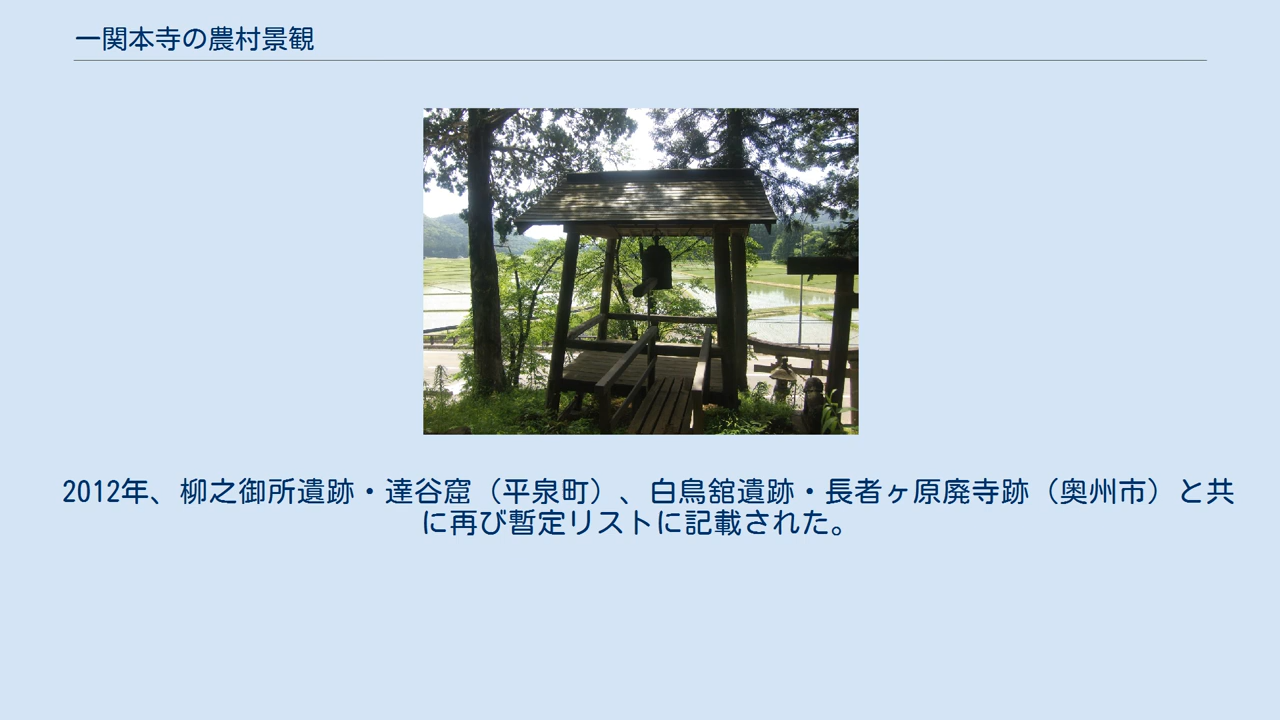 一関本寺の農村景観
2012年、柳之御所遺跡・達谷窟（平泉町）、白鳥舘遺跡・長者ヶ原廃寺跡（奥州市）と共
に再び暫定リストに記載された。